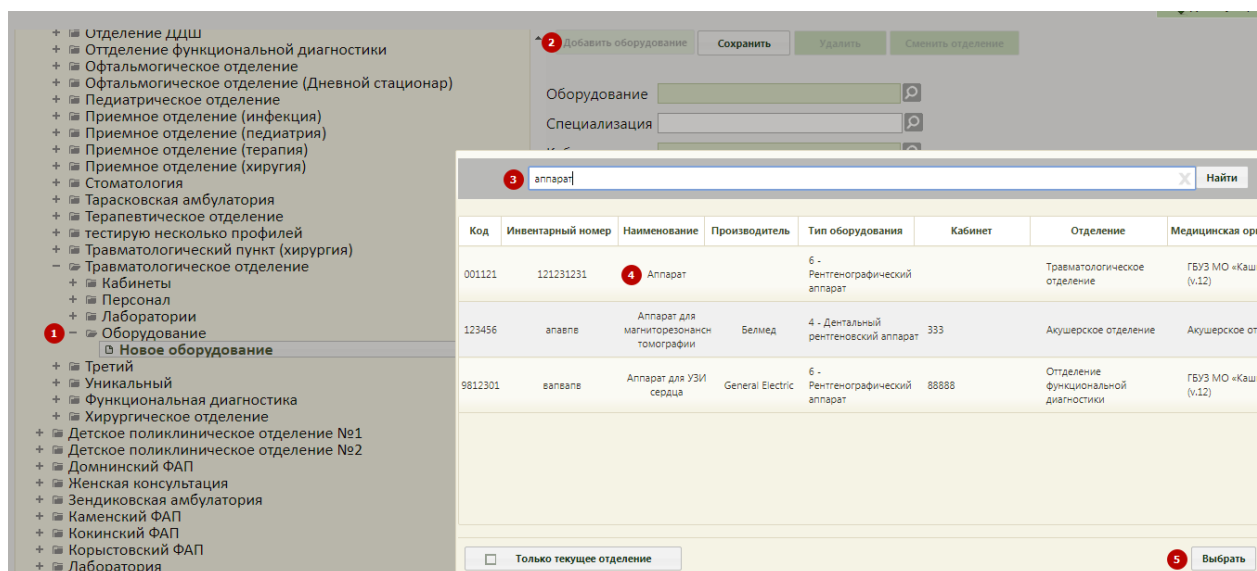 Отделение ДДШ
Оттделение функциональной диагностики
Офтальмогическое отделение
Офтальмогическое отделение (Дневной стационар)
Педиатрическое отделение
Приемное отделение (инфекция)
Приемное отделение (педиатрия)
Приемное отделение (терапия)
Приемное отделение (хиругия)
Стоматология
Тарасковская амбулатория
Терапевтическое отделение
тестирую несколько профилей
Травматологический пункт (хирургия)
Травматологическое отделение
Кабинеты
Персонал
Лаборатории
1 Оборудование
Новое оборудование
Третий
Уникальный
Функциональная диагностика
Хирургическое отделение
Детское поликлиническое отделение №1
Детское поликлиническое отделение №2
Домнинский ФАП
Женская консультация
Зендиковская амбулатория
Каменский ФАП
Кокинский ФАП
Корыстовский ФАП
Лаборатория
2 Добавить оборудование Сохранить Удалить Сменить отделение
Оборудование
Специализация
3 аппарат Найти
Код Инвентарный номер Наименование Производитель Тип оборудования Кабинет Отделение Медицинская орг
001121 121231231 4 Аппарат 6 - Рентгенографический аппарат Травматологическое отделение ГБУЗ МО «Каши (v.12)
123456 апавпв Аппарат для магниторезонансн томографии Белмед 4 - Дентальный рентгеновский аппарат 333 Акушерское отделение Акушерское от
9812301 вапвапв Аппарат для УЗИ сердца General Electric 6 - Рентгенографический аппарат 88888 Оттделение функциональной диагностики ГБУЗ МО «Каши (v.12)
Только текущее отделение 5 Выбрать